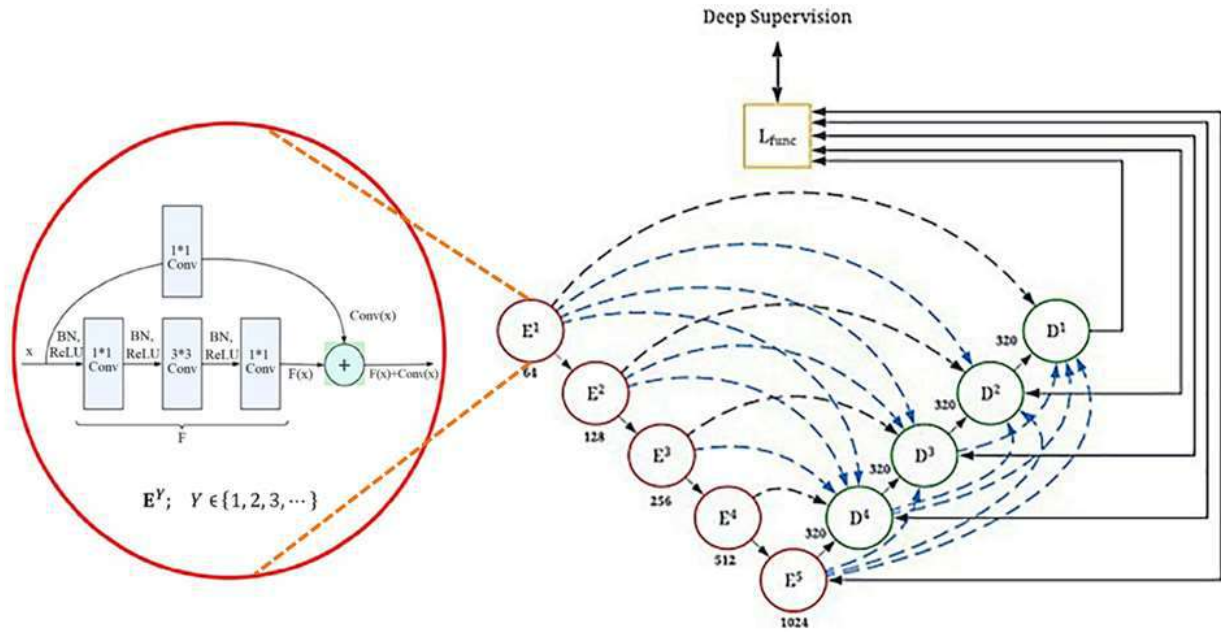 Deep Supervision
L_func
1*1
Conv
Conv(x)
x
BN,
ReLU
1*1
Conv
BN,
ReLU
3*3
Conv
BN,
ReLU
1*1
Conv
F(x)
+
F(x)+Conv(x)
F
E^Y; Y ∈ {1, 2, 3, ⋯}
E¹
64
E²
128
E³
256
E⁴
512
E⁵
1024
D¹
320
D²
320
D³
320
D⁴
320